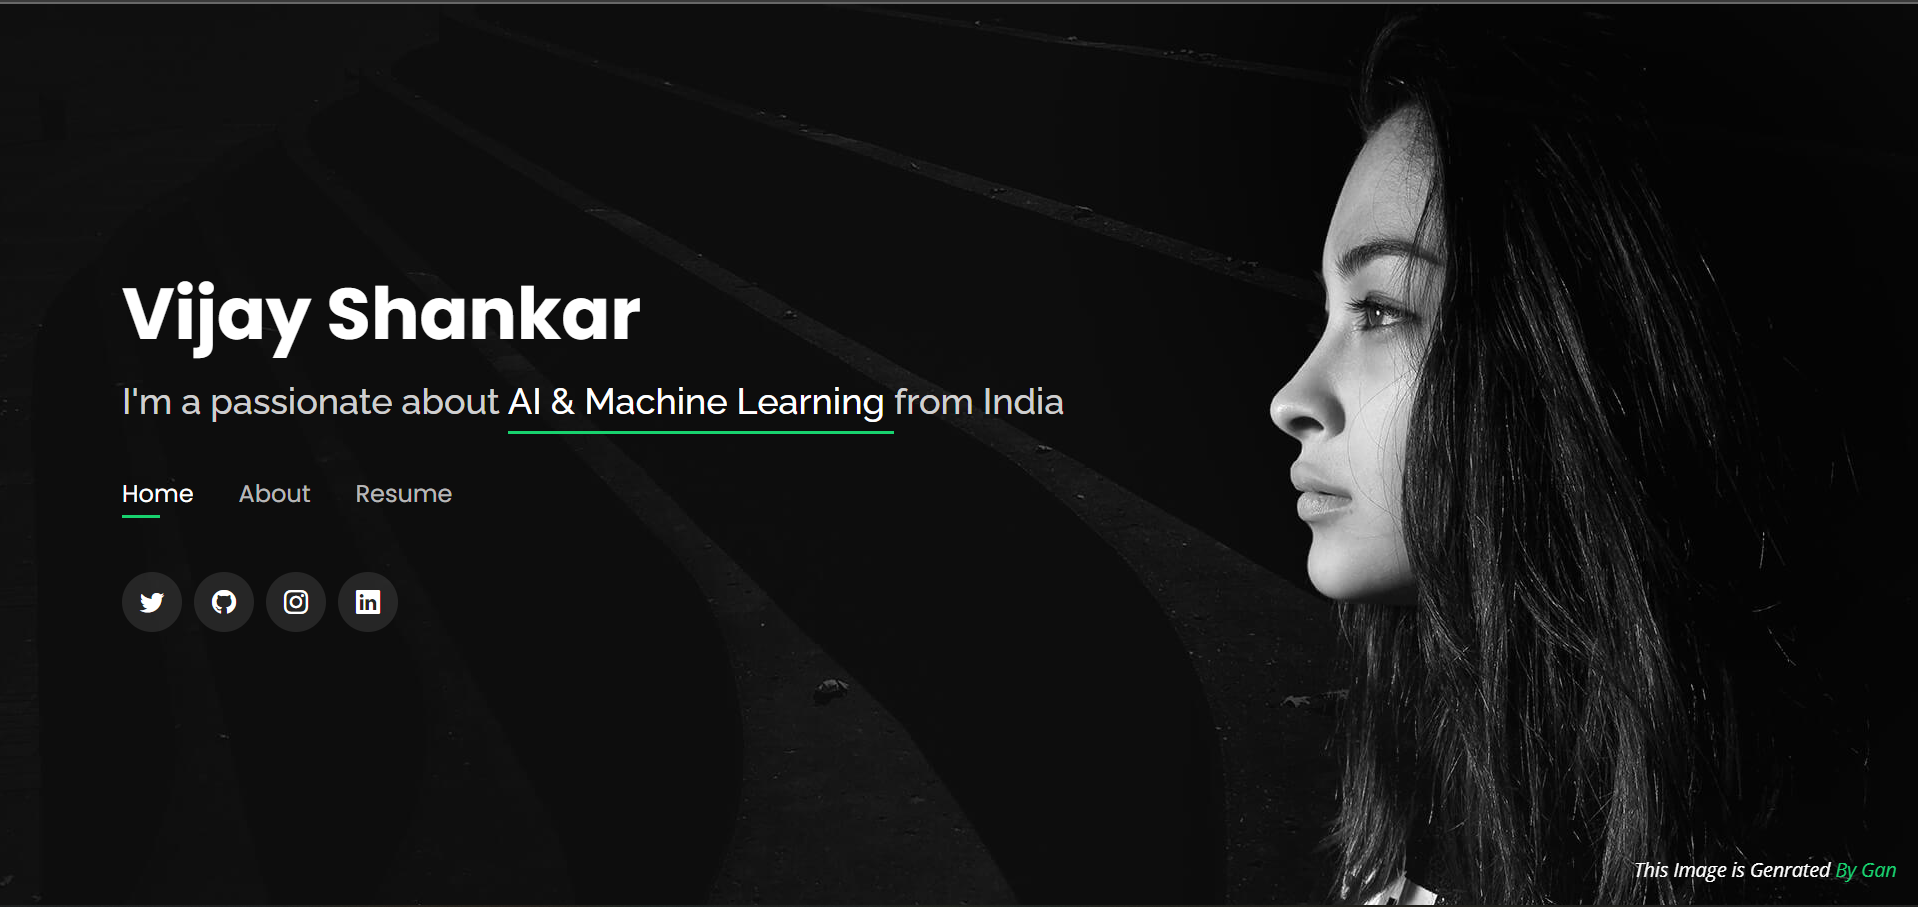 Vijay Shankar
I'm a passionate about AI & Machine Learning from India
Home About Resume
This Image is Genrated By Gan